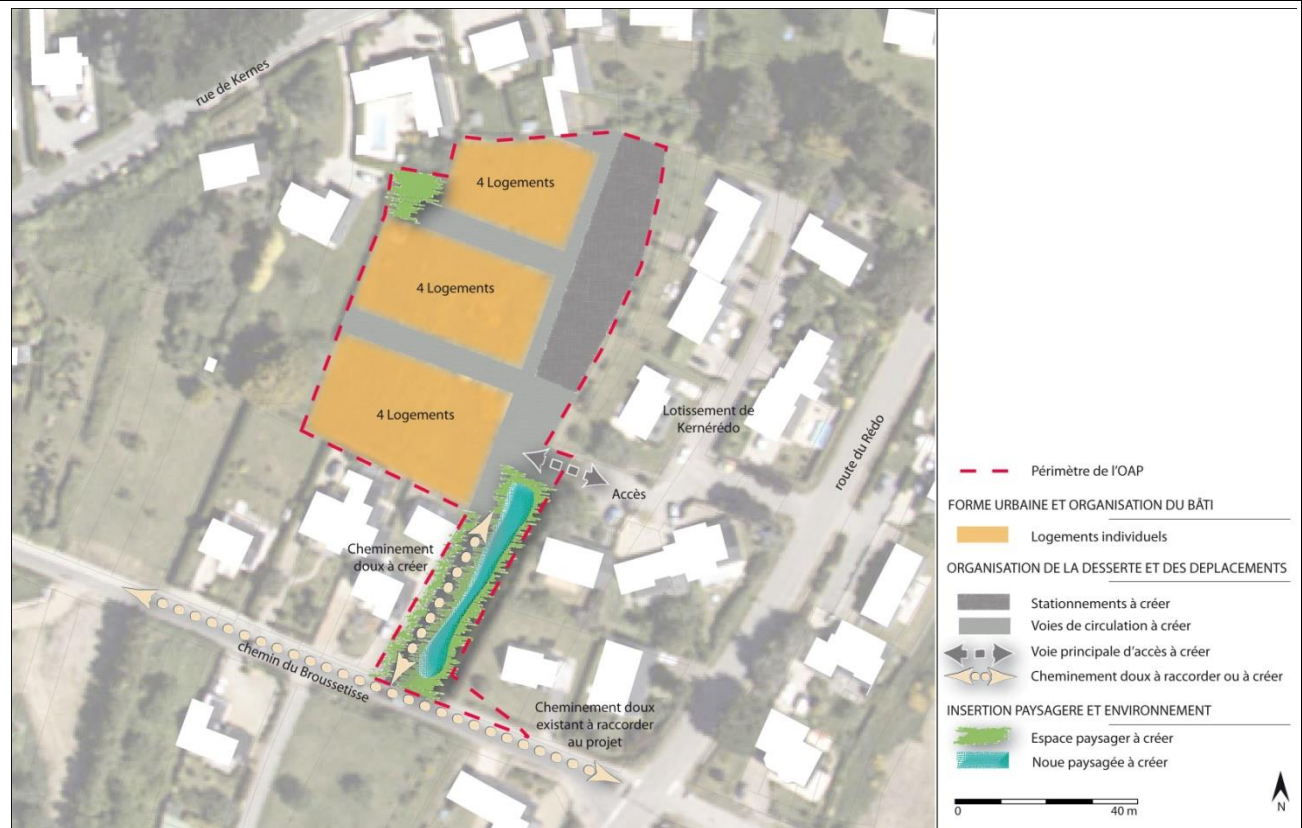 rue de Kernes
4 Logements
4 Logements
4 Logements
Lotissement de
Kernérédo
route du Rédo
Accès
Cheminement
doux à créer
chemin du Broussetisse
Cheminement doux
existant à raccorder
au projet
Périmètre de l'OAP
FORME URBAINE ET ORGANISATION DU BÂTI
Logements individuels
ORGANISATION DE LA DESSERTE ET DES DEPLACEMENTS
Stationnements à créer
Voies de circulation à créer
Voie principale d'accès à créer
Cheminement doux à raccorder ou à créer
INSERTION PAYSAGERE ET ENVIRONNEMENT
Espace paysager à créer
Noue paysagée à créer
0
40 m
N